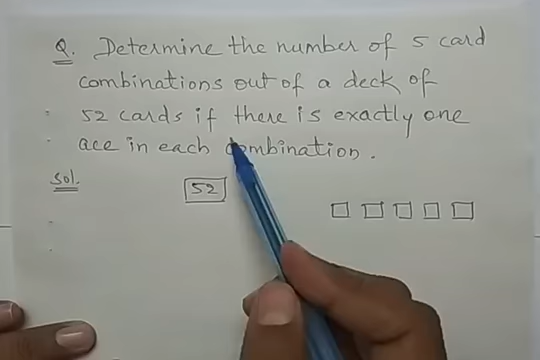 Q. Determine the number of 5 card
combinations out of a deck of
52 cards if there is exactly one
ace in each combination.
Sol.
52